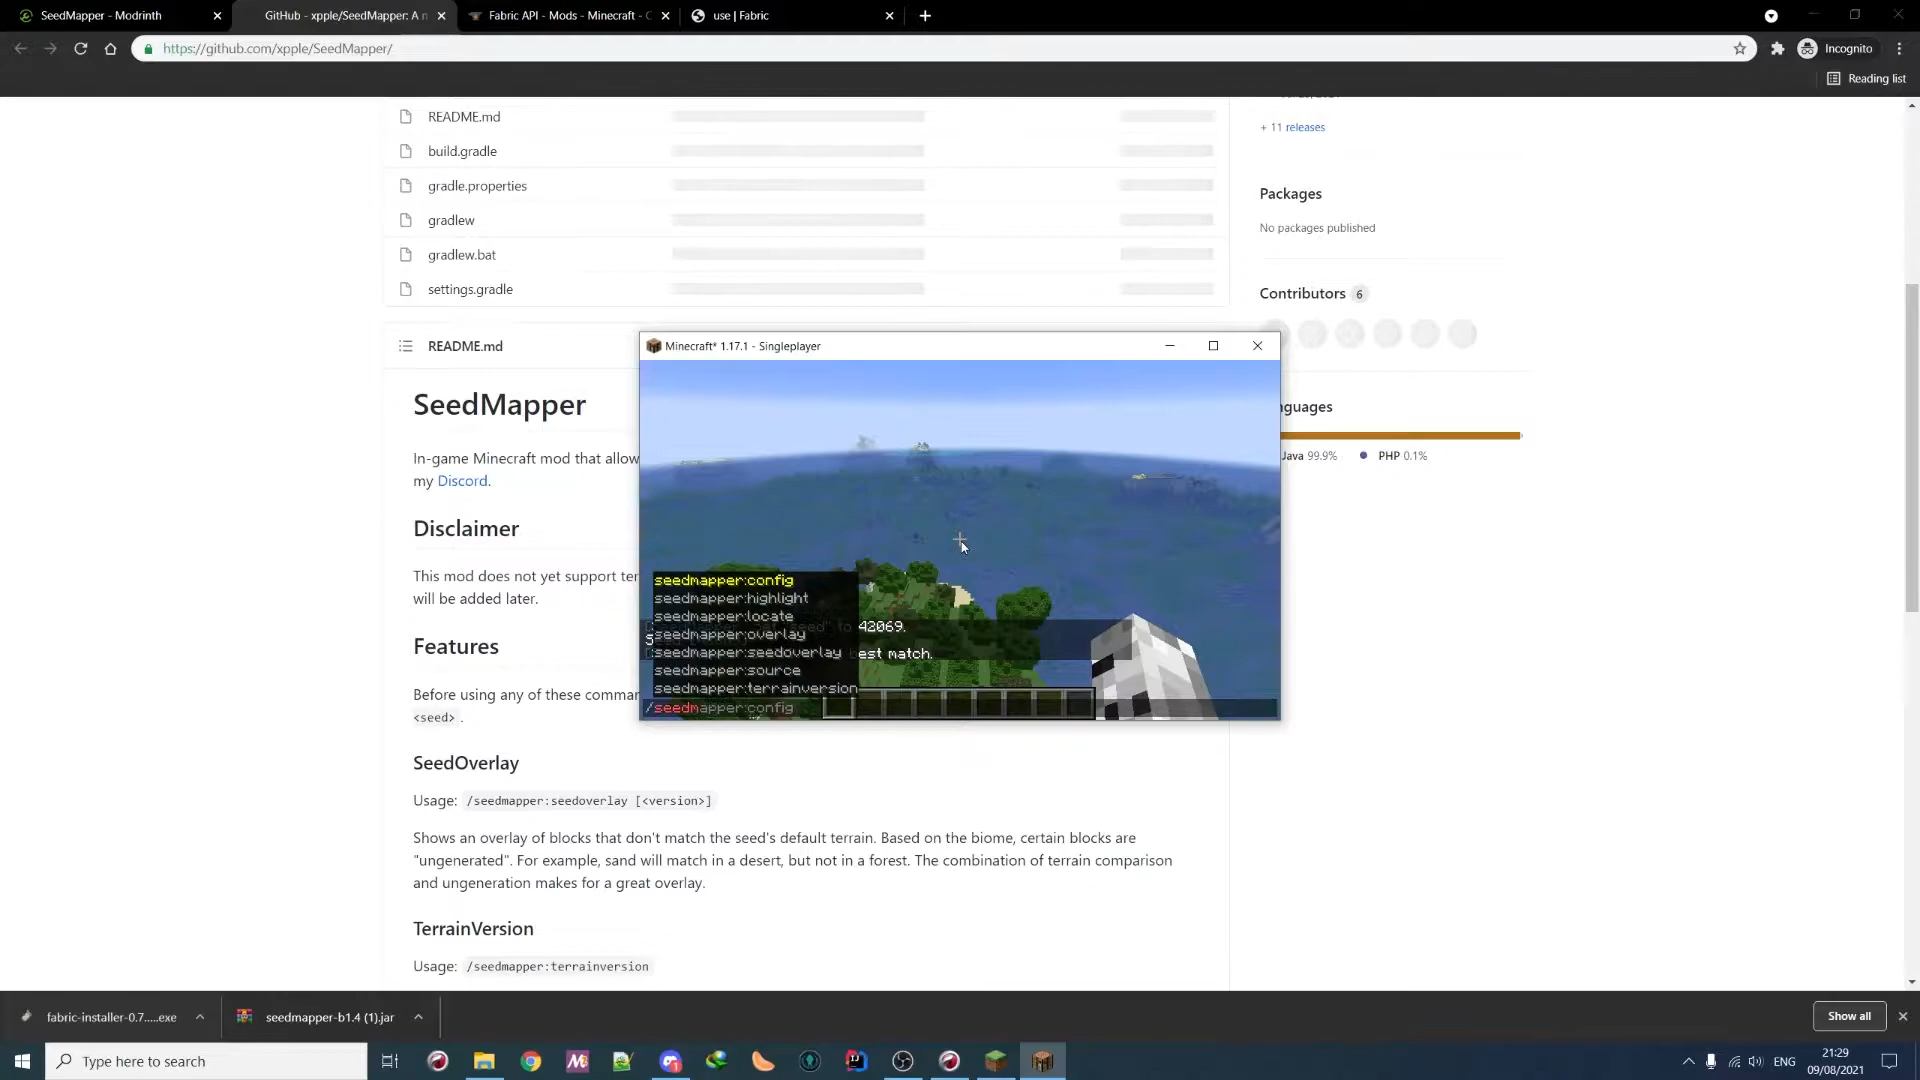 SeedMapper - Modrinth
GitHub - xpple/SeedMapper: A n
Fabric API - Mods - Minecraft - C
use | Fabric
https://github.com/xpple/SeedMapper/
Incognito
Reading list
README.md
+ 11 releases
build.gradle
gradle.properties
Packages
gradlew
No packages published
gradlew.bat
settings.gradle
Contributors 6
README.md
Minecraft* 1.17.1 - Singleplayer
SeedMapper
nguages
Java 99.9%
PHP 0.1%
In-game Minecraft mod that allow
my Discord.
Disclaimer
This mod does not yet support ter
will be added later.
seedmapper:config
seedmapper:highlight
seedmapper:locate
seedmapper:overlay
seedmapper:seedoverlay
seedmapper:source
seedmapper:terrainversion
"seed" to 42069.
best match.
/seedmapper:config
Features
Before using any of these comma
<seed> .
SeedOverlay
Usage: /seedmapper:seedoverlay [<version>]
Shows an overlay of blocks that don't match the seed's default terrain. Based on the biome, certain blocks are
"ungenerated". For example, sand will match in a desert, but not in a forest. The combination of terrain comparison
and ungeneration makes for a great overlay.
TerrainVersion
Usage: /seedmapper:terrainversion
fabric-installer-0.7.....exe
seedmapper-b1.4 (1).jar
Show all
Type here to search
ENG
21:29
09/08/2021